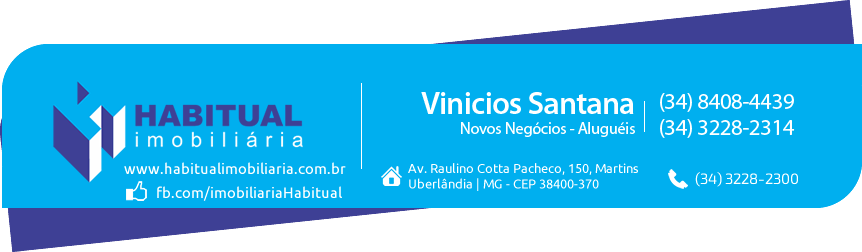 HABITUAL
imobiliária
www.habitualimobiliaria.com.br
fb.com/imobiliariaHabitual
Vinicios Santana
Novos Negócios - Aluguéis
(34) 8408-4439
(34) 3228-2314
Av. Raulino Cotta Pacheco, 150, Martins
Uberlândia | MG - CEP 38400-370
(34) 3228-2300